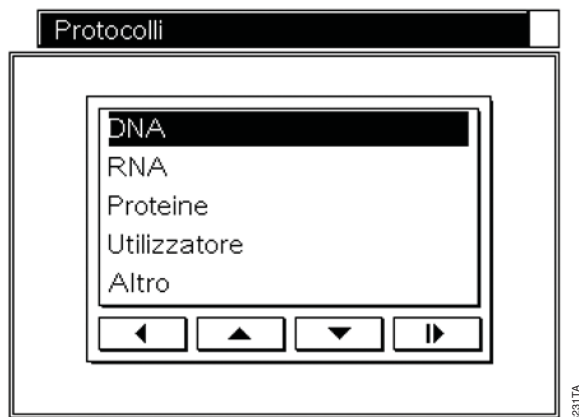 Protocolli
DNA
RNA
Proteine
Utilizzatore
Altro
231TA